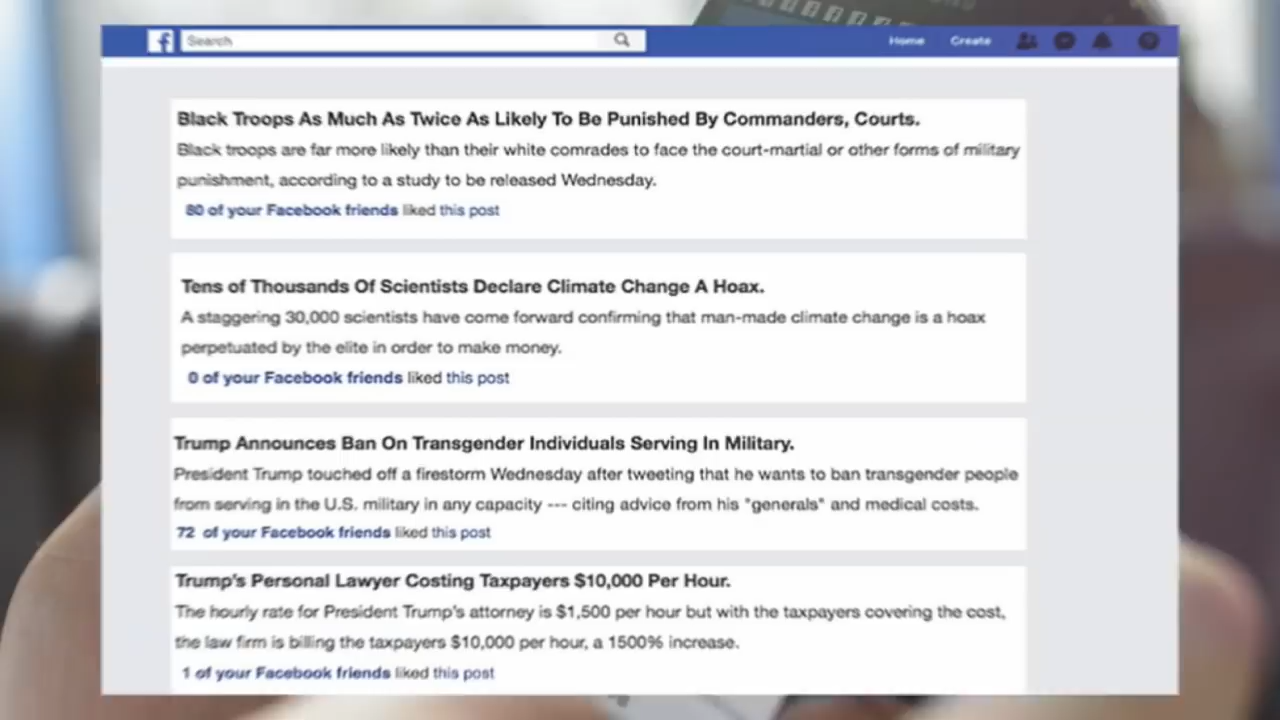 f Search Home Create
Black Troops As Much As Twice As Likely To Be Punished By Commanders, Courts.
Black troops are far more likely than their white comrades to face the court-martial or other forms of military
punishment, according to a study to be released Wednesday.
80 of your Facebook friends liked this post
Tens of Thousands Of Scientists Declare Climate Change A Hoax.
A staggering 30,000 scientists have come forward confirming that man-made climate change is a hoax
perpetuated by the elite in order to make money.
0 of your Facebook friends liked this post
Trump Announces Ban On Transgender Individuals Serving In Military.
President Trump touched off a firestorm Wednesday after tweeting that he wants to ban transgender people
from serving in the U.S. military in any capacity --- citing advice from his "generals" and medical costs.
72 of your Facebook friends liked this post
Trump's Personal Lawyer Costing Taxpayers $10,000 Per Hour.
The hourly rate for President Trump's attorney is $1,500 per hour but with the taxpayers covering the cost,
the law firm is billing the taxpayers $10,000 per hour, a 1500% increase.
1 of your Facebook friends liked this post